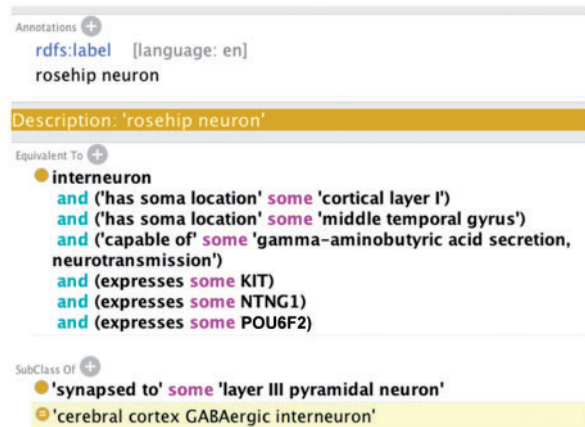 Annotations
rdfs:label [language: en]
rosehip neuron
Description: 'rosehip neuron'
Equivalent To
interneuron
and ('has soma location' some 'cortical layer I')
and ('has soma location' some 'middle temporal gyrus')
and ('capable of' some 'gamma-aminobutyric acid secretion,
neurotransmission')
and (expresses some KIT)
and (expresses some NTNG1)
and (expresses some POU6F2)
SubClass Of
'synapsed to' some 'layer III pyramidal neuron'
'cerebral cortex GABAergic interneuron'